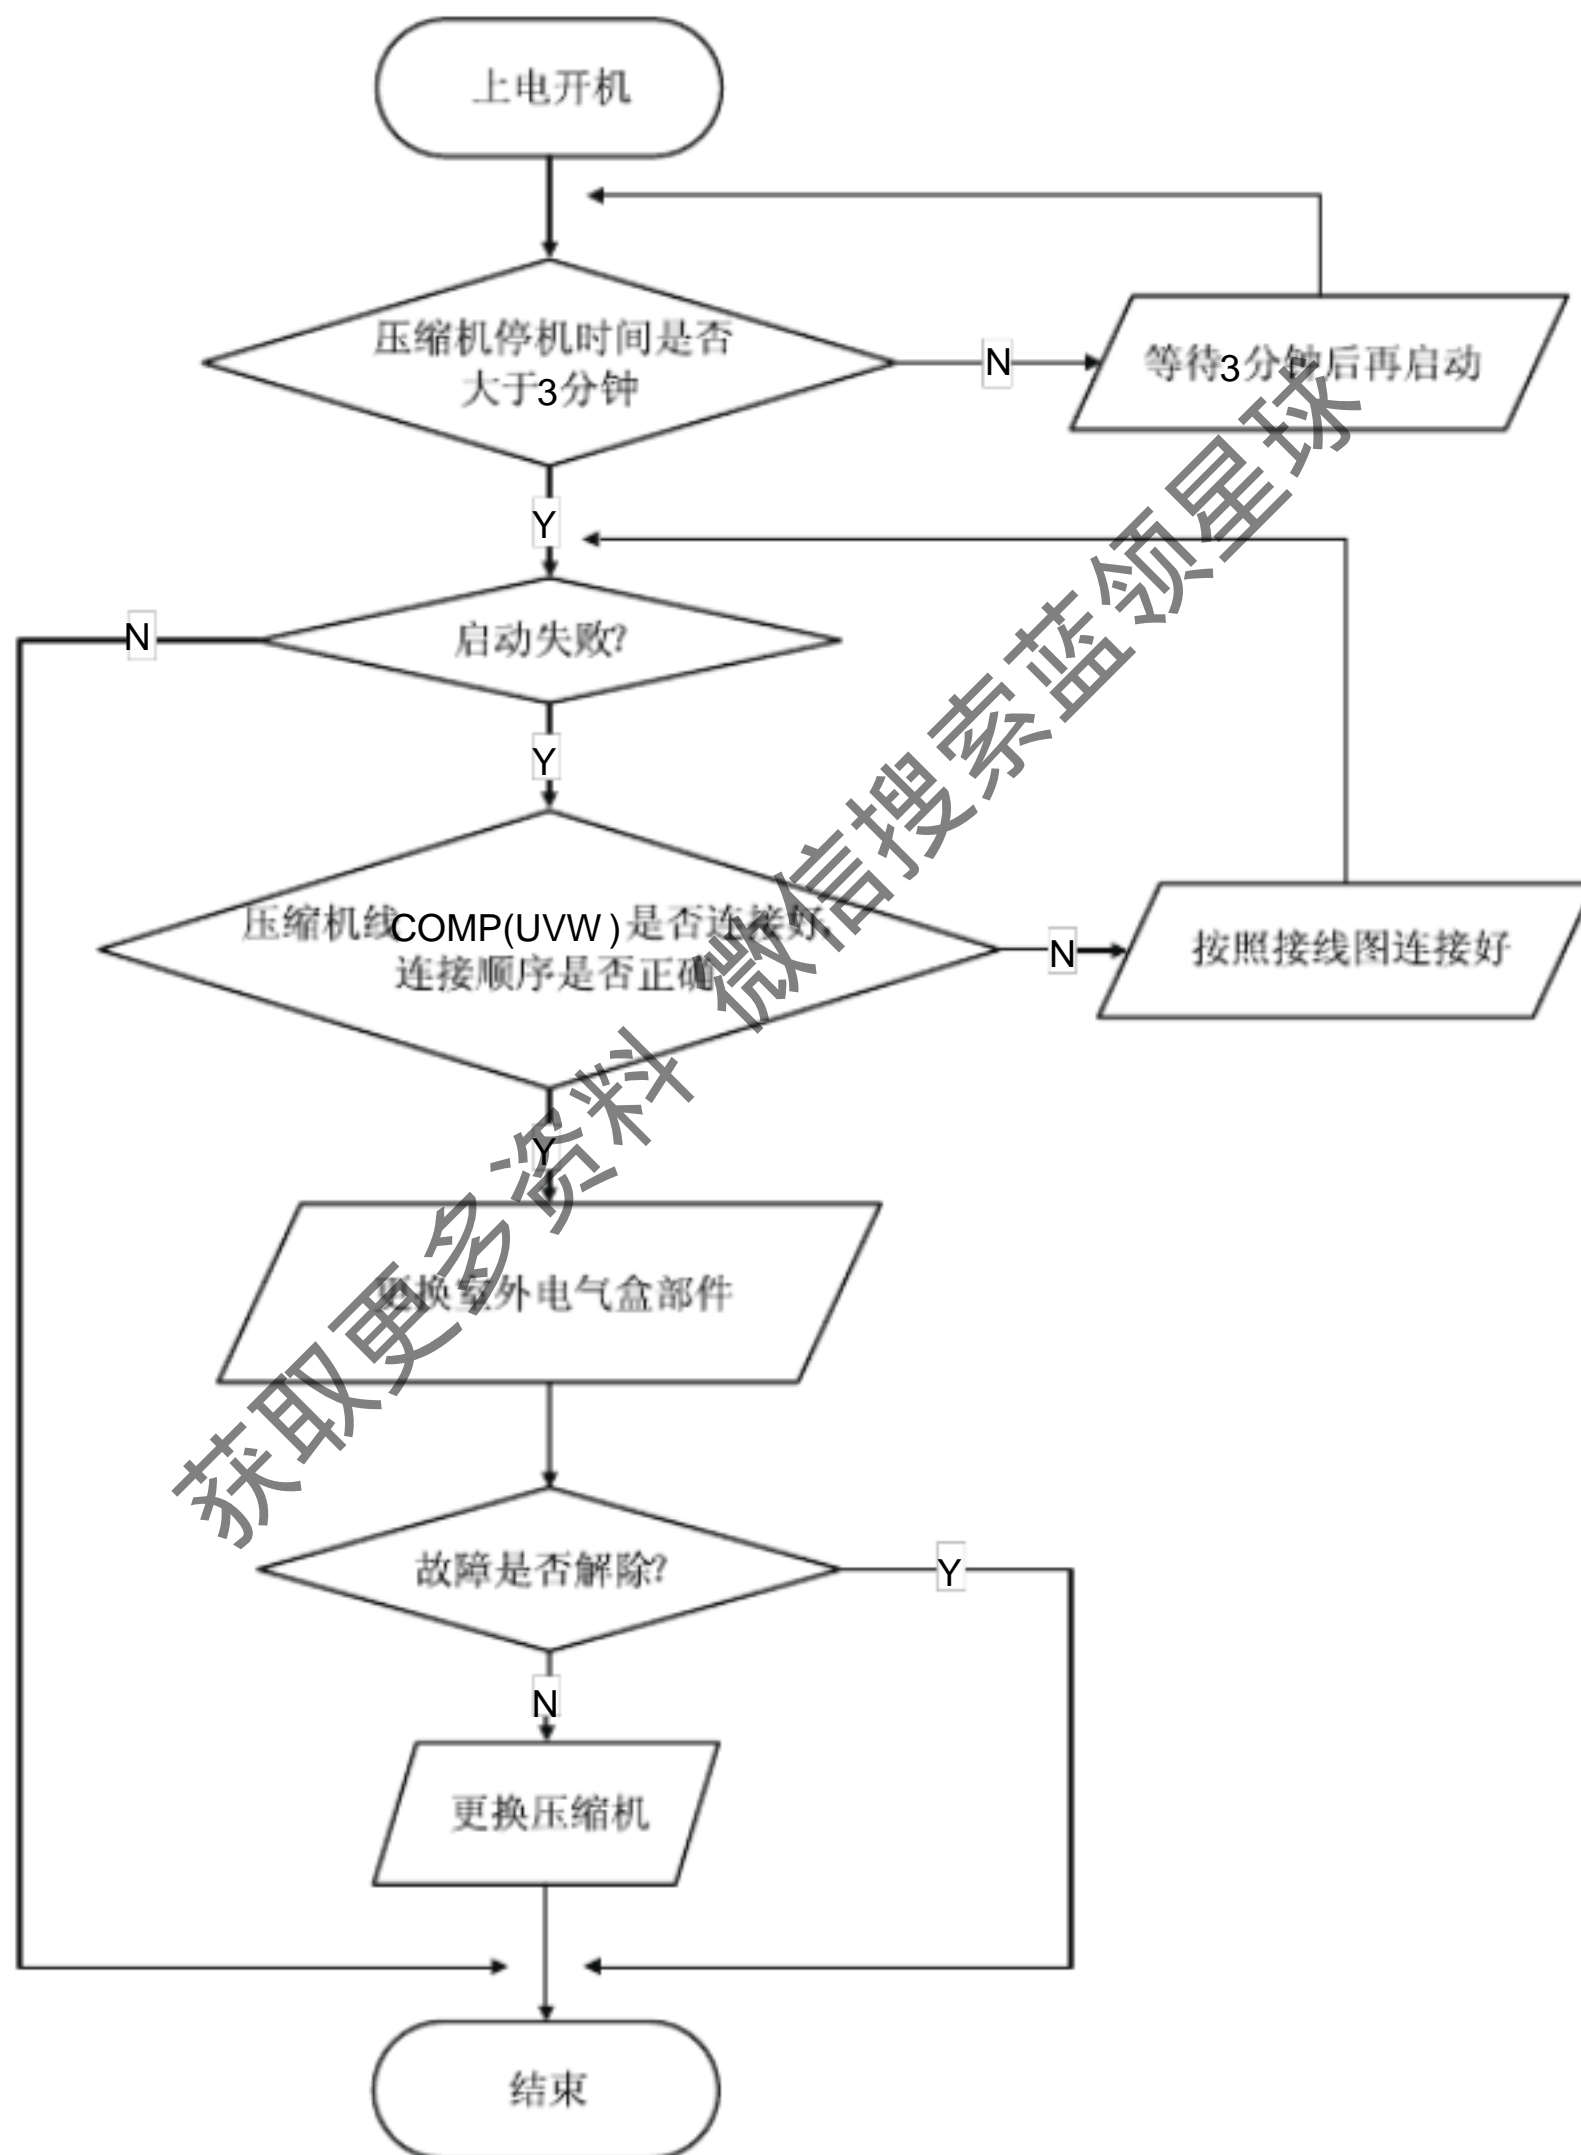 上电开机
压缩机停机时间是否
大于3分钟
N
等待3分钟后再启动
Y
N
启动失败?
Y
压缩机线COMP(UVW)是否连接好,
连接顺序是否正确
N
按照接线图连接好
Y
更换室外电气盒部件
故障是否解除?
Y
N
更换压缩机
结束
获取更多资料 微信搜索蓝领星球